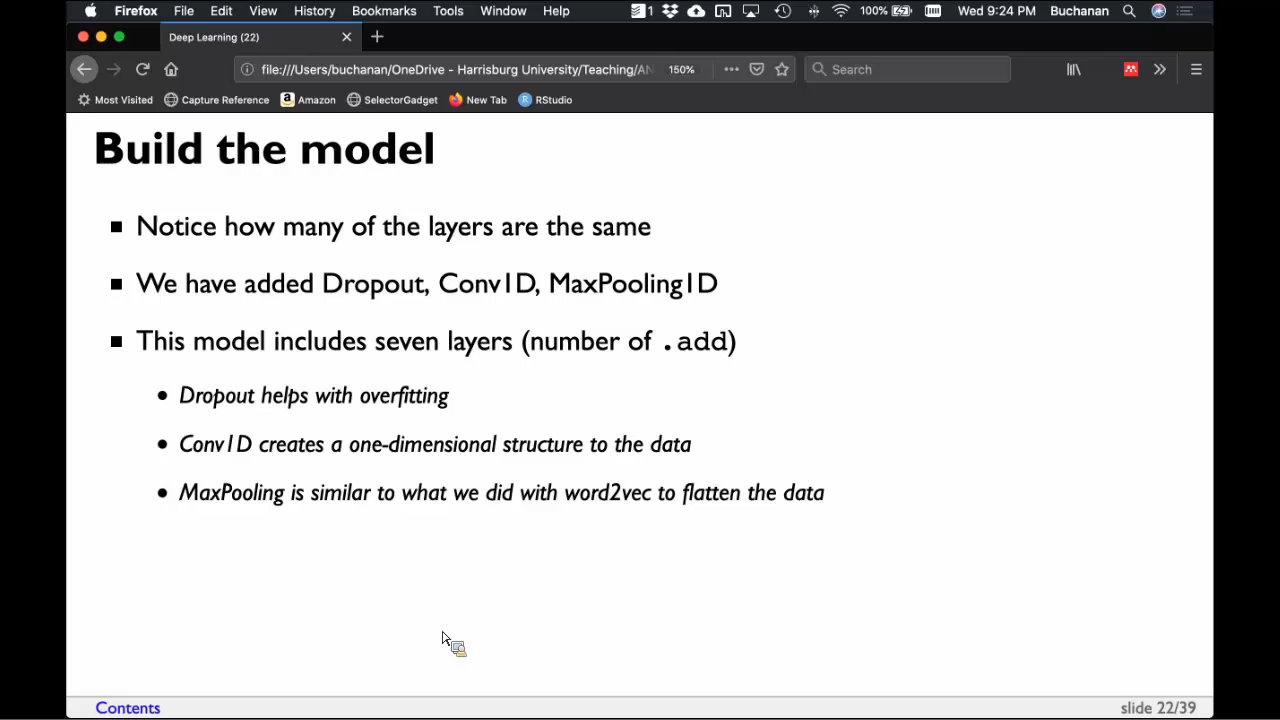 Firefox File Edit View History Bookmarks Tools Window Help 1 100% Wed 9:24 PM Buchanan
Deep Learning (22)
file:///Users/buchanan/OneDrive - Harrisburg University/Teaching/AN 150% Search
Most Visited Capture Reference Amazon SelectorGadget New Tab RStudio
Build the model
Notice how many of the layers are the same
We have added Dropout, Conv1D, MaxPooling1D
This model includes seven layers (number of .add)
Dropout helps with overfitting
Conv1D creates a one-dimensional structure to the data
MaxPooling is similar to what we did with word2vec to flatten the data
Contents slide 22/39